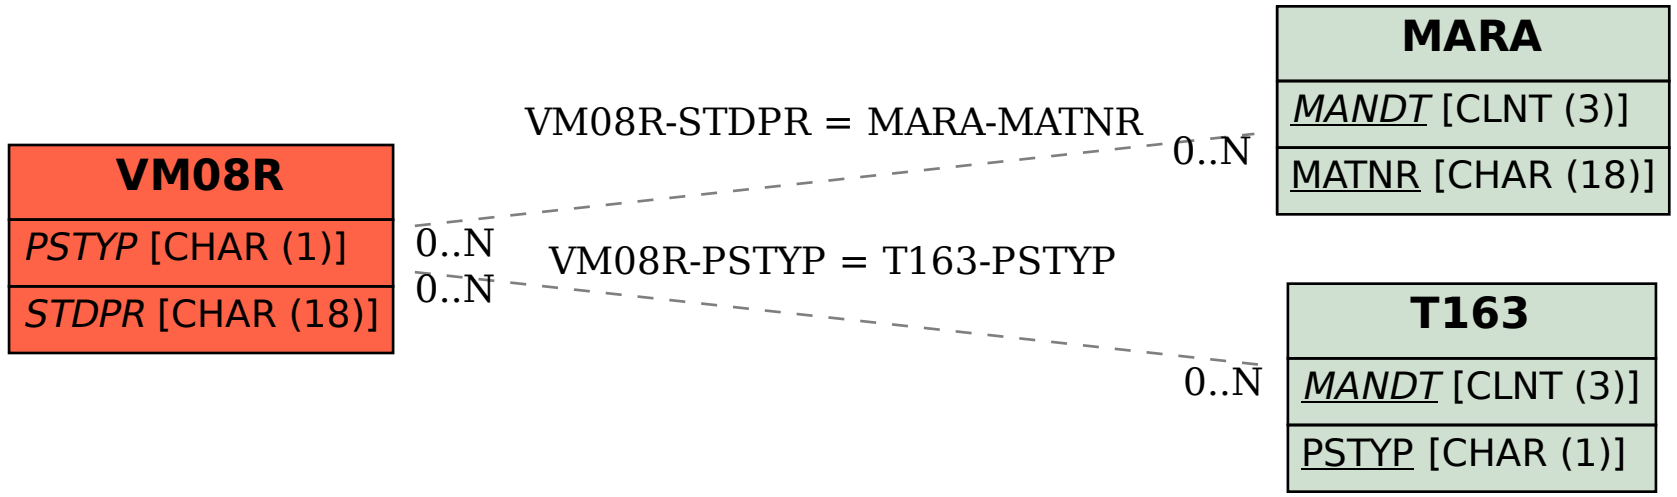 VM08R
PSTYP [CHAR (1)]
STDPR [CHAR (18)]
VM08R-STDPR = MARA-MATNR
0..N
0..N
VM08R-PSTYP = T163-PSTYP
0..N
0..N
MARA
MANDT [CLNT (3)]
MATNR [CHAR (18)]
T163
MANDT [CLNT (3)]
PSTYP [CHAR (1)]